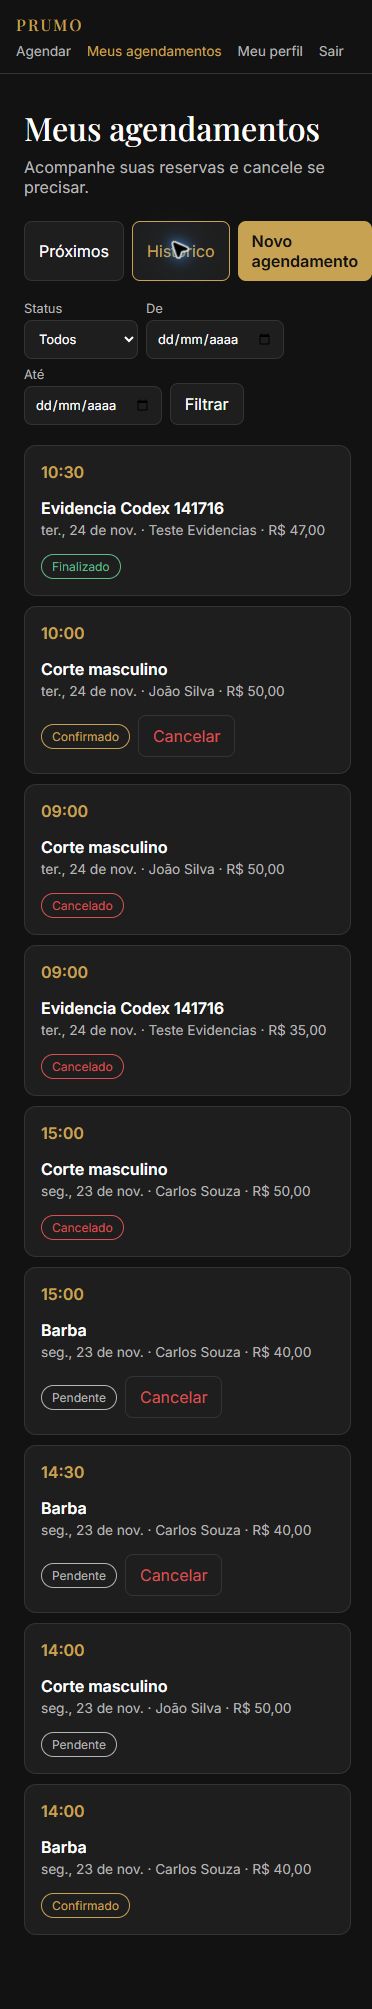 PRUMO
Agendar Meus agendamentos Meu perfil Sair
Meus agendamentos
Acompanhe suas reservas e cancele se
precisar.
Próximos
Histórico
Novo
agendamento
Status
De
Todos
dd/mm/aaaa
Até
dd/mm/aaaa
Filtrar
10:30
Evidencia Codex 141716
ter., 24 de nov. · Teste Evidencias · R$ 47,00
Finalizado
10:00
Corte masculino
ter., 24 de nov. · João Silva · R$ 50,00
Confirmado
Cancelar
09:00
Corte masculino
ter., 24 de nov. · João Silva · R$ 50,00
Cancelado
09:00
Evidencia Codex 141716
ter., 24 de nov. · Teste Evidencias · R$ 35,00
Cancelado
15:00
Corte masculino
seg., 23 de nov. · Carlos Souza · R$ 50,00
Cancelado
15:00
Barba
seg., 23 de nov. · Carlos Souza · R$ 40,00
Pendente
Cancelar
14:30
Barba
seg., 23 de nov. · Carlos Souza · R$ 40,00
Pendente
Cancelar
14:00
Corte masculino
seg., 23 de nov. · João Silva · R$ 50,00
Pendente
14:00
Barba
seg., 23 de nov. · Carlos Souza · R$ 40,00
Confirmado